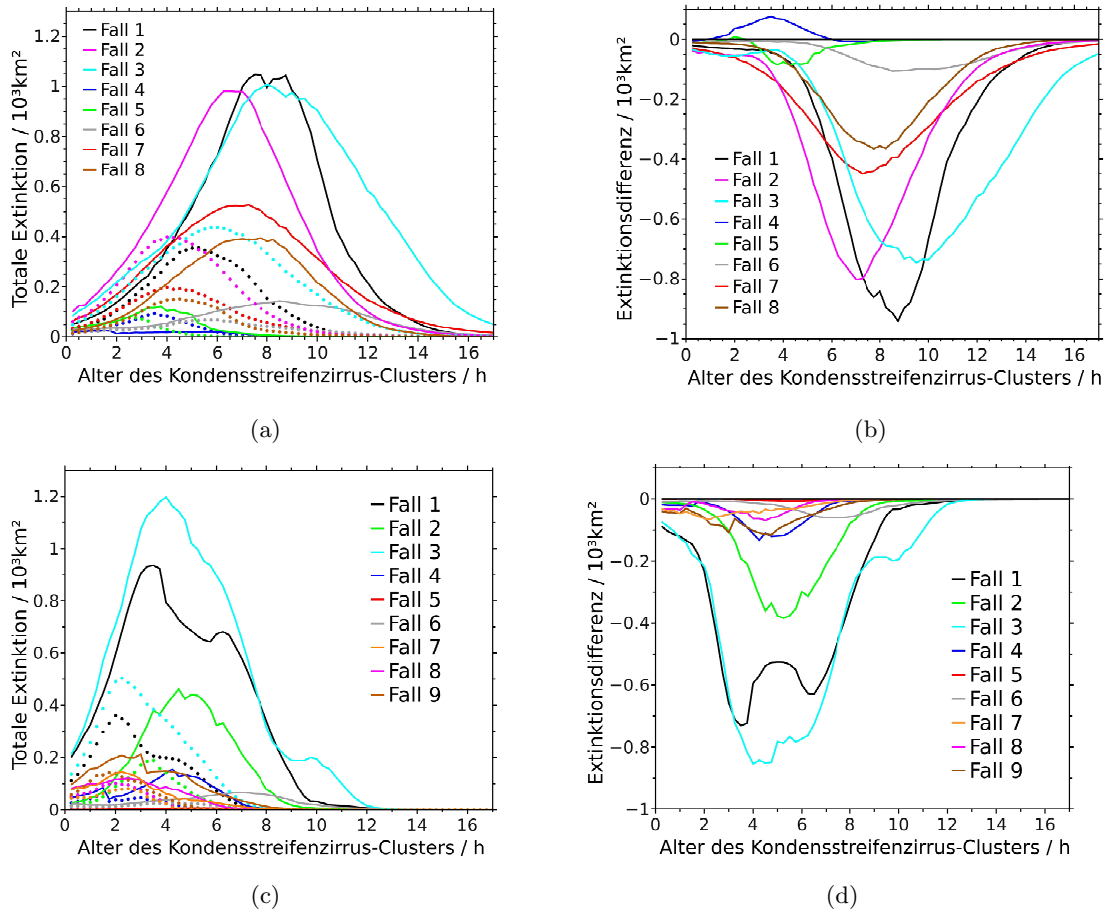 1.2
1
0.8
0.6
0.4
0.2
0
Totale Extinktion / 10³km²
Fall 1
Fall 2
Fall 3
Fall 4
Fall 5
Fall 6
Fall 7
Fall 8
0 2 4 6 8 10 12 14 16
Alter des Kondensstreifenzirrus-Clusters / h
(a)
0
−0.2
−0.4
−0.6
−0.8
−1
Extinktionsdifferenz / 10³km²
Fall 1
Fall 2
Fall 3
Fall 4
Fall 5
Fall 6
Fall 7
Fall 8
0 2 4 6 8 10 12 14 16
Alter des Kondensstreifenzirrus-Clusters / h
(b)
1.2
1
0.8
0.6
0.4
0.2
0
Totale Extinktion / 10³km²
Fall 1
Fall 2
Fall 3
Fall 4
Fall 5
Fall 6
Fall 7
Fall 8
Fall 9
0 2 4 6 8 10 12 14 16
Alter des Kondensstreifenzirrus-Clusters / h
(c)
0
−0.2
−0.4
−0.6
−0.8
−1
Extinktionsdifferenz / 10³km²
Fall 1
Fall 2
Fall 3
Fall 4
Fall 5
Fall 6
Fall 7
Fall 8
Fall 9
0 2 4 6 8 10 12 14 16
Alter des Kondensstreifenzirrus-Clusters / h
(d)